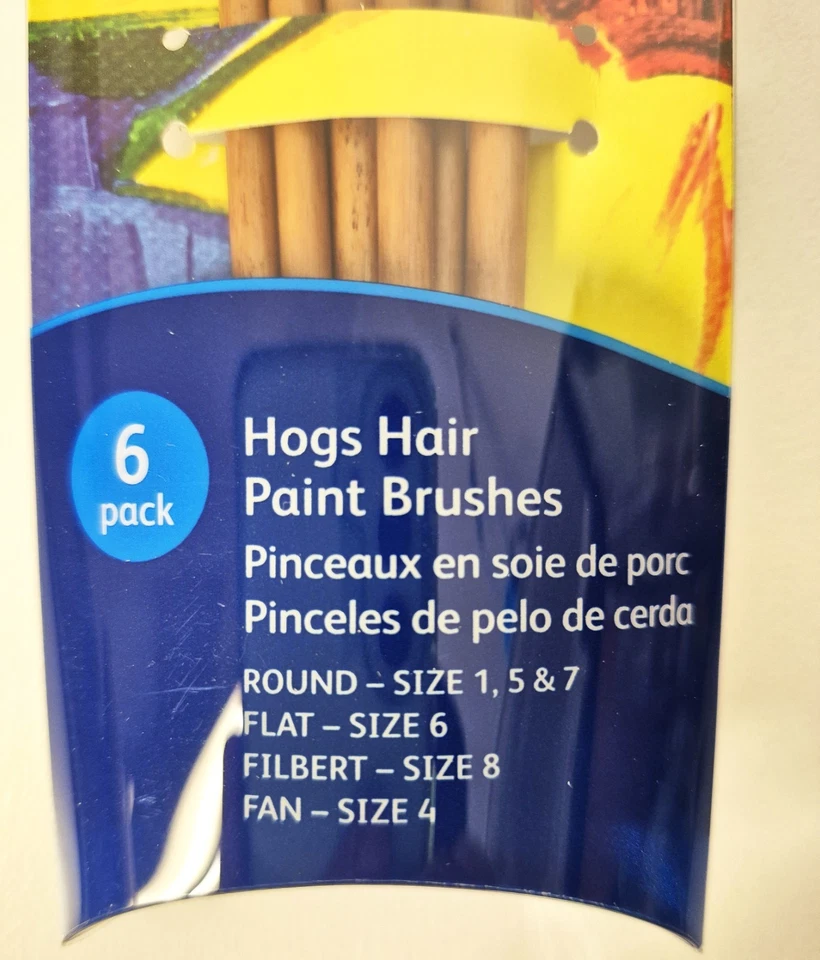 6
pack
Hogs Hair
Paint Brushes
Pinceaux en soie de porc
Pinceles de pelo de cerda
ROUND – SIZE 1, 5 & 7
FLAT – SIZE 6
FILBERT – SIZE 8
FAN – SIZE 4